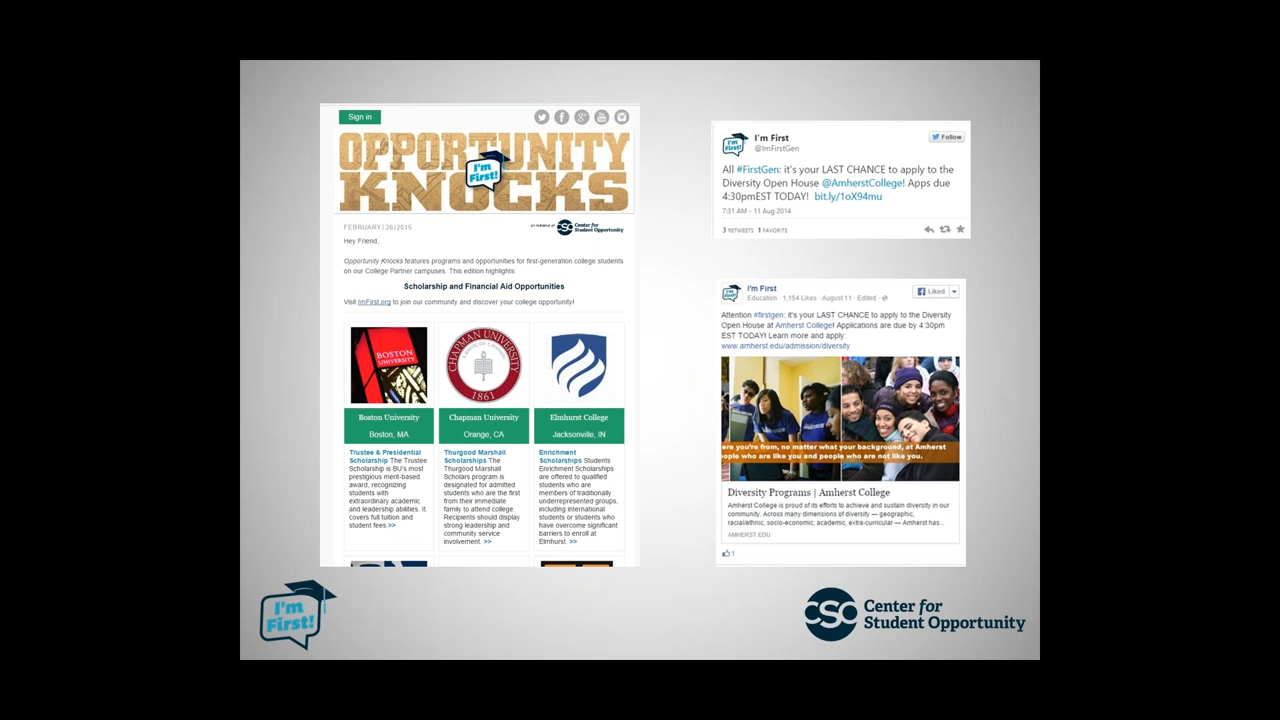 Sign in
OPPORTUNITY
I'm
First!
KNOCKS
FEBRUARY | 26 | 2015
Center for
Student Opportunity
Hey Friend,
Opportunity Knocks features programs and opportunities for first-generation college students
on our College Partner campuses. This edition highlights:
Scholarship and Financial Aid Opportunities
Visit ImFirst.org to join our community and discover your college opportunity!
BOSTON
UNIVERSITY
Boston University
Boston, MA
Trustee & Presidential
Scholarship The Trustee
Scholarship is BU's most
prestigious merit-based
award, recognizing
students with
extraordinary academic
and leadership abilities. It
covers full tuition and
student fees.>>
CHAPMAN UNIVERSITY
1861
Chapman University
Orange, CA
Thurgood Marshall
Scholarships The
Thurgood Marshall
Scholars program is
designated for admitted
students who are the first
from their immediate
family to attend college.
Recipients should display
strong leadership and
community service
involvement. >>
Elmhurst College
Jacksonville, IN
Enrichment
Scholarships Students
Enrichment Scholarships
are offered to qualified
students who are
members of traditionally
underrepresented groups,
including international
students or students who
have overcome significant
barriers to enroll at
Elmhurst. >>
I'm First!
I'm First
@ImFirstGen
Follow
All #FirstGen: it's your LAST CHANCE to apply to the
Diversity Open House @AmherstCollege! Apps due
4:30pmEST TODAY! bit.ly/1oX94mu
7:31 AM - 11 Aug 2014
3 RETWEETS 1 FAVORITE
I'm First!
I'm First
Education · 1,154 Likes · August 11 · Edited ·
Liked
Attention #firstgen: it's your LAST CHANCE to apply to the Diversity
Open House at Amherst College! Applications are due by 4:30pm
EST TODAY! Learn more and apply:
www.amherst.edu/admission/diversity
ere you're from, no matter what your background, at Amherst
ople who are like you and people who are not like you.
Diversity Programs | Amherst College
Amherst College is proud of its efforts to achieve and sustain diversity in our
community. Across many dimensions of diversity — geographic,
racial/ethnic, socio-economic, academic, extra-curricular — Amherst has...
AMHERST.EDU
1
I'm
First!
CSO Center for
Student Opportunity